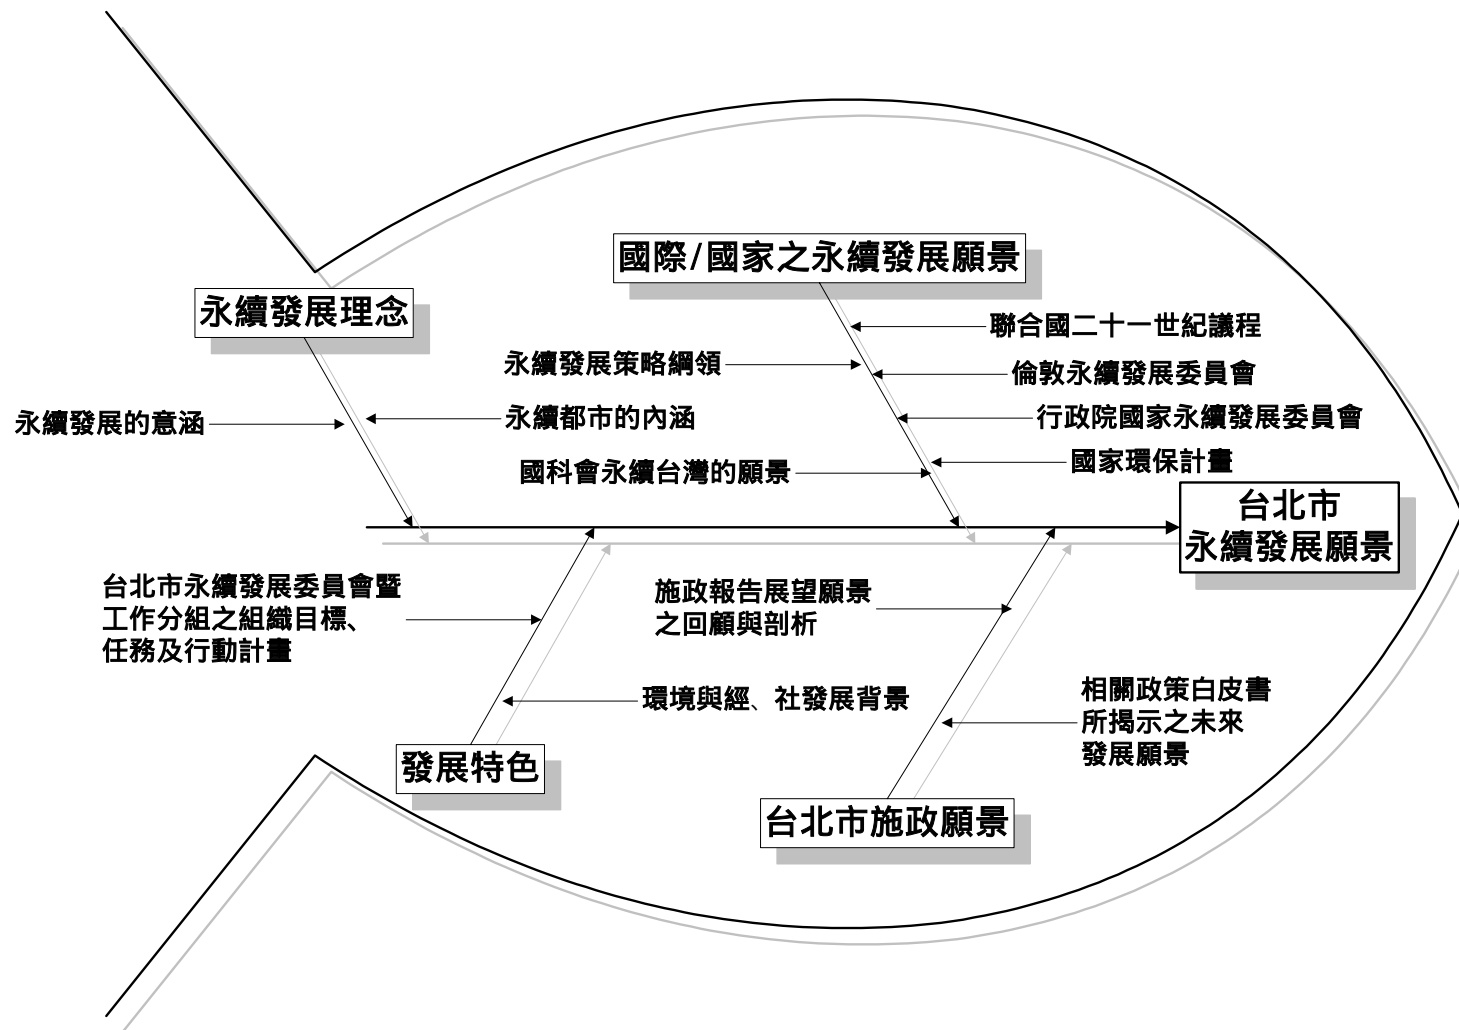 國際/國家之永續發展願景
永續發展理念
聯合國二十一世紀議程
永續發展策略綱領
倫敦永續發展委員會
永續發展的意涵
永續都市的內涵
行政院國家永續發展委員會
國科會永續台灣的願景
國家環保計畫
台北市
永續發展願景
台北市永續發展委員會暨
工作分組之組織目標、
任務及行動計畫
施政報告展望願景
之回顧與剖析
環境與經、社發展背景
相關政策白皮書
所揭示之未來
發展願景
發展特色
台北市施政願景